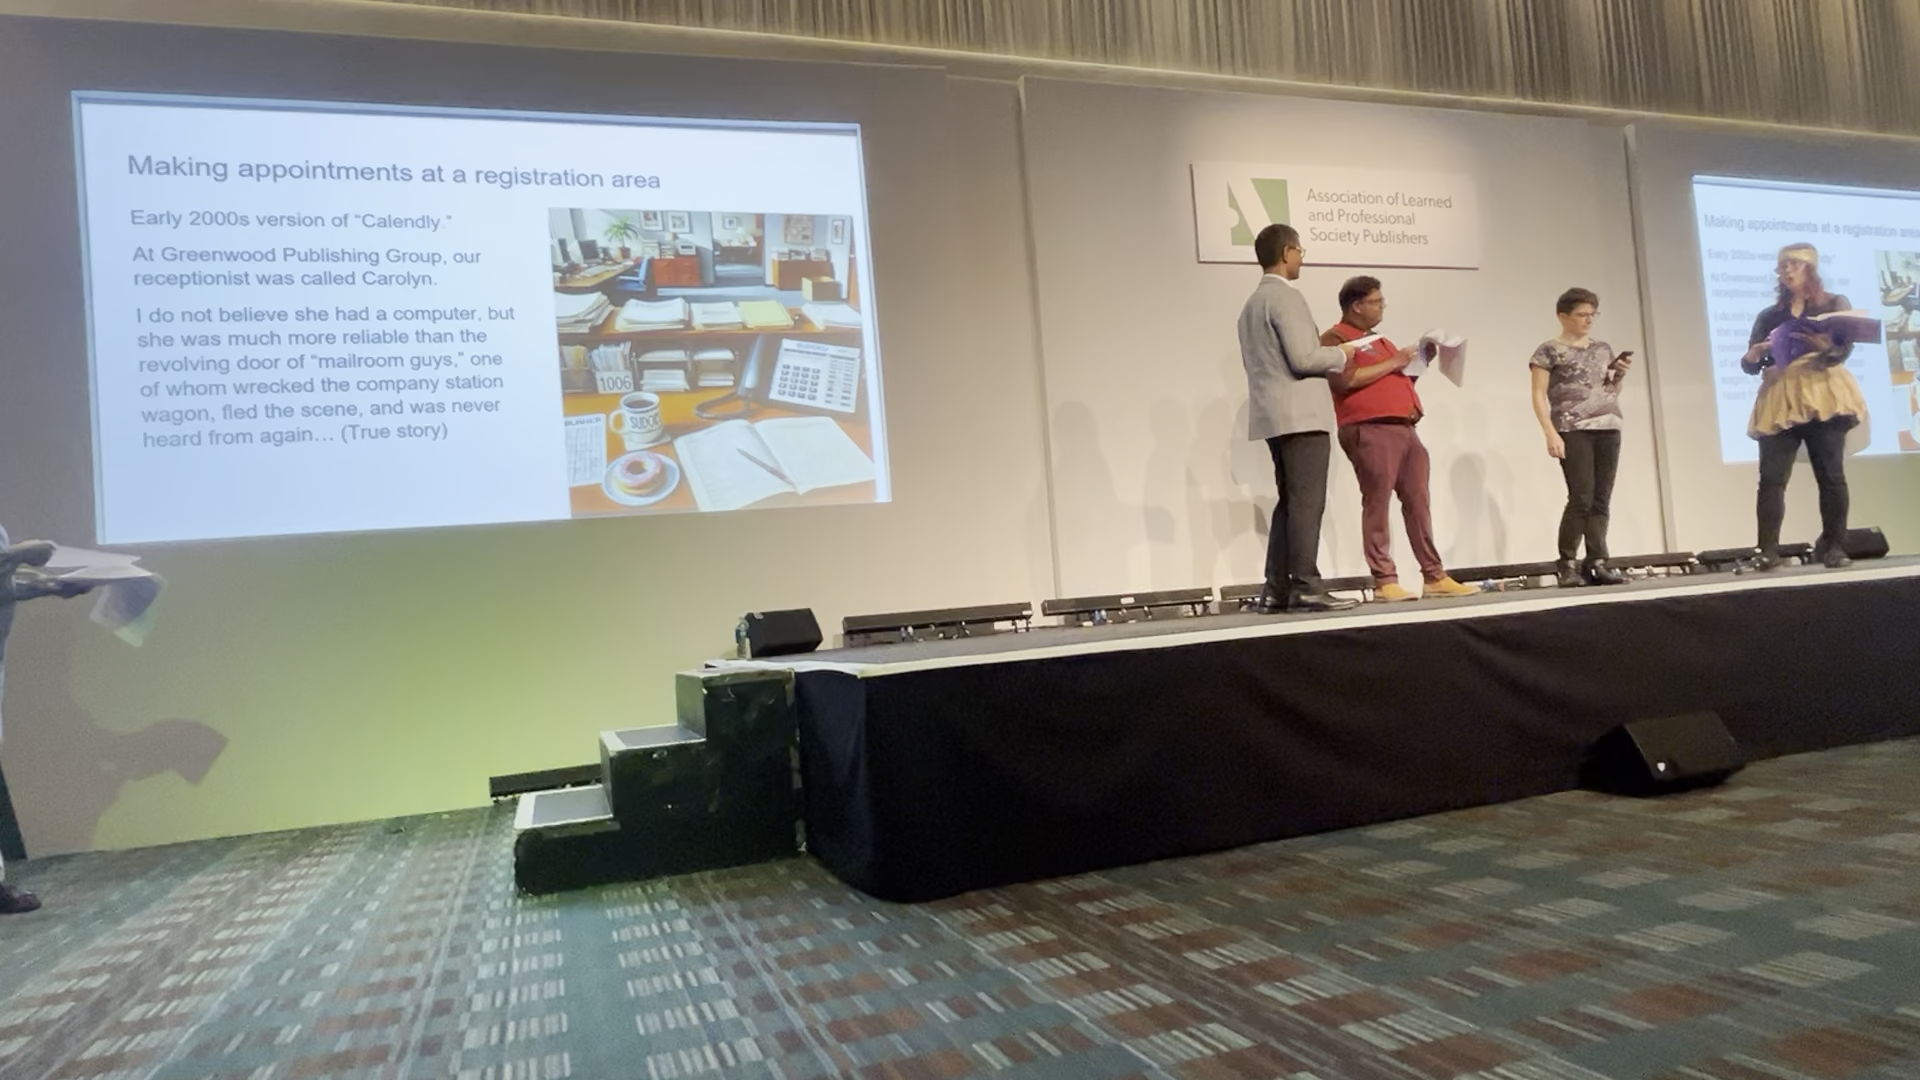 Making appointments at a registration area
Early 2000s version of "Calendly."
At Greenwood Publishing Group, our
receptionist was called Carolyn.
I do not believe she had a computer, but
she was much more reliable than the
revolving door of "mailroom guys," one
of whom wrecked the company station
wagon, fled the scene, and was never
heard from again... (True story)
1006
Association of Learned
and Professional
Society Publishers
Making appointments at a registration area
Early 2000s